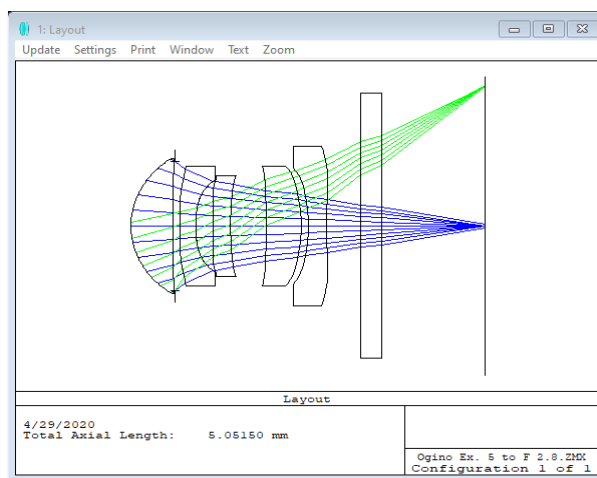 1: Layout
Update Settings Print Window Text Zoom
Layout
4/29/2020
Total Axial Length: 5.05150 mm
Ogino Ex. 5 to F 2.8.ZMX
Configuration 1 of 1